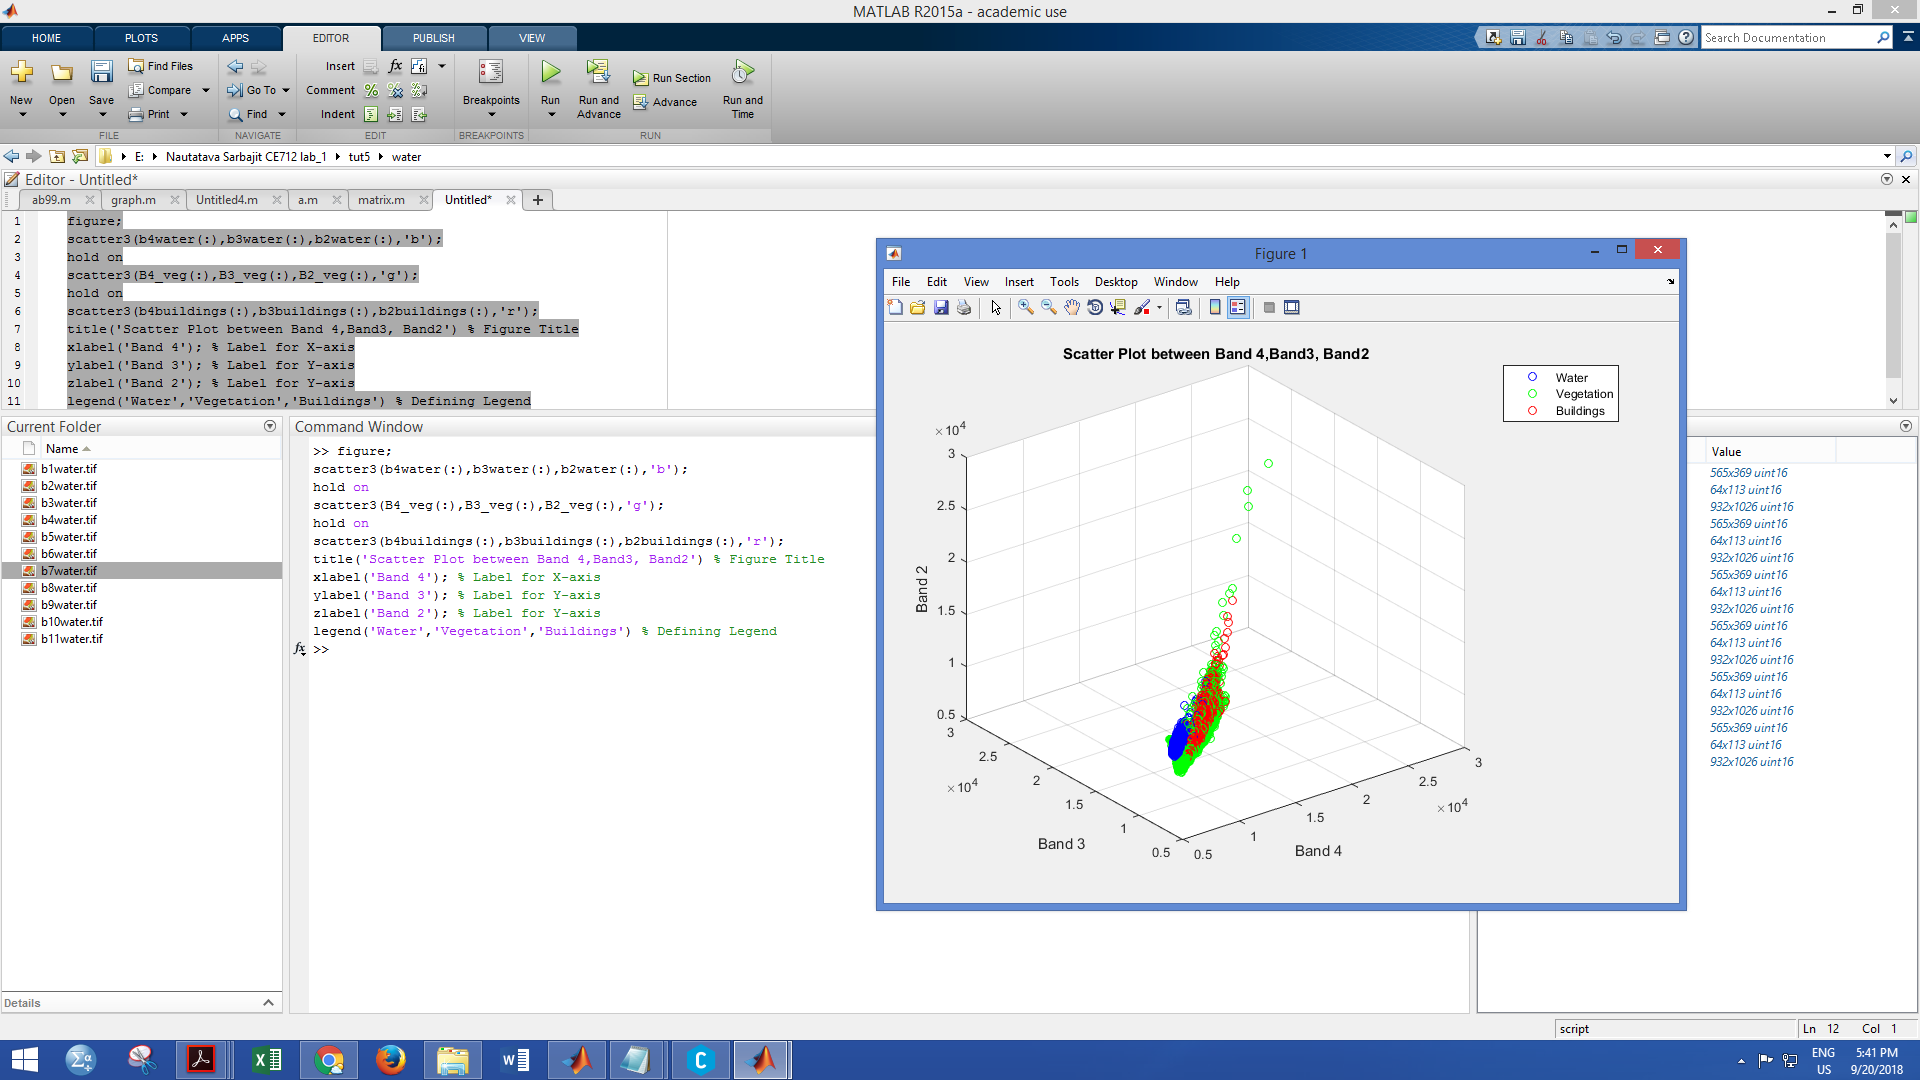 MATLAB R2015a - academic use
HOME PLOTS APPS EDITOR PUBLISH VIEW
Search Documentation
New Open Save
Find Files
Compare
Print
Go To
Find
Insert fx
Comment
Indent
Breakpoints
Run
Run and Advance
Run Section
Advance
Run and Time
FILE NAVIGATE EDIT BREAKPOINTS RUN
E: Nautatava Sarbajit CE712 lab_1 tut5 water
Editor - Untitled*
ab99.m graph.m Untitled4.m a.m matrix.m Untitled* +
1 figure;
2 scatter3(b4water(:),b3water(:),b2water(:),'b');
3 hold on
4 scatter3(B4_veg(:),B3_veg(:),B2_veg(:),'g');
5 hold on
6 scatter3(b4buildings(:),b3buildings(:),b2buildings(:),'r');
7 title('Scatter Plot between Band 4,Band3, Band2') % Figure Title
8 xlabel('Band 4'); % Label for X-axis
9 ylabel('Band 3'); % Label for Y-axis
10 zlabel('Band 2'); % Label for Y-axis
11 legend('Water','Vegetation','Buildings') % Defining Legend
Current Folder
Name
b1water.tif
b2water.tif
b3water.tif
b4water.tif
b5water.tif
b6water.tif
b7water.tif
b8water.tif
b9water.tif
b10water.tif
b11water.tif
Details
Command Window
>> figure;
scatter3(b4water(:),b3water(:),b2water(:),'b');
hold on
scatter3(B4_veg(:),B3_veg(:),B2_veg(:),'g');
hold on
scatter3(b4buildings(:),b3buildings(:),b2buildings(:),'r');
title('Scatter Plot between Band 4,Band3, Band2') % Figure Title
xlabel('Band 4'); % Label for X-axis
ylabel('Band 3'); % Label for Y-axis
zlabel('Band 2'); % Label for Y-axis
legend('Water','Vegetation','Buildings') % Defining Legend
fx >>
Figure 1
File Edit View Insert Tools Desktop Window Help
Scatter Plot between Band 4,Band3, Band2
Water
Vegetation
Buildings
×10⁴
3
2.5
2
1.5
1
0.5
Band 2
3
2.5
2
1.5
1
0.5
×10⁴
Band 3
0.5
1
1.5
2
2.5
3
×10⁴
Band 4
Value
565x369 uint16
64x113 uint16
932x1026 uint16
565x369 uint16
64x113 uint16
932x1026 uint16
565x369 uint16
64x113 uint16
932x1026 uint16
565x369 uint16
64x113 uint16
932x1026 uint16
565x369 uint16
64x113 uint16
932x1026 uint16
565x369 uint16
64x113 uint16
932x1026 uint16
script Ln 12 Col 1
ENG 5:41 PM
US 9/20/2018